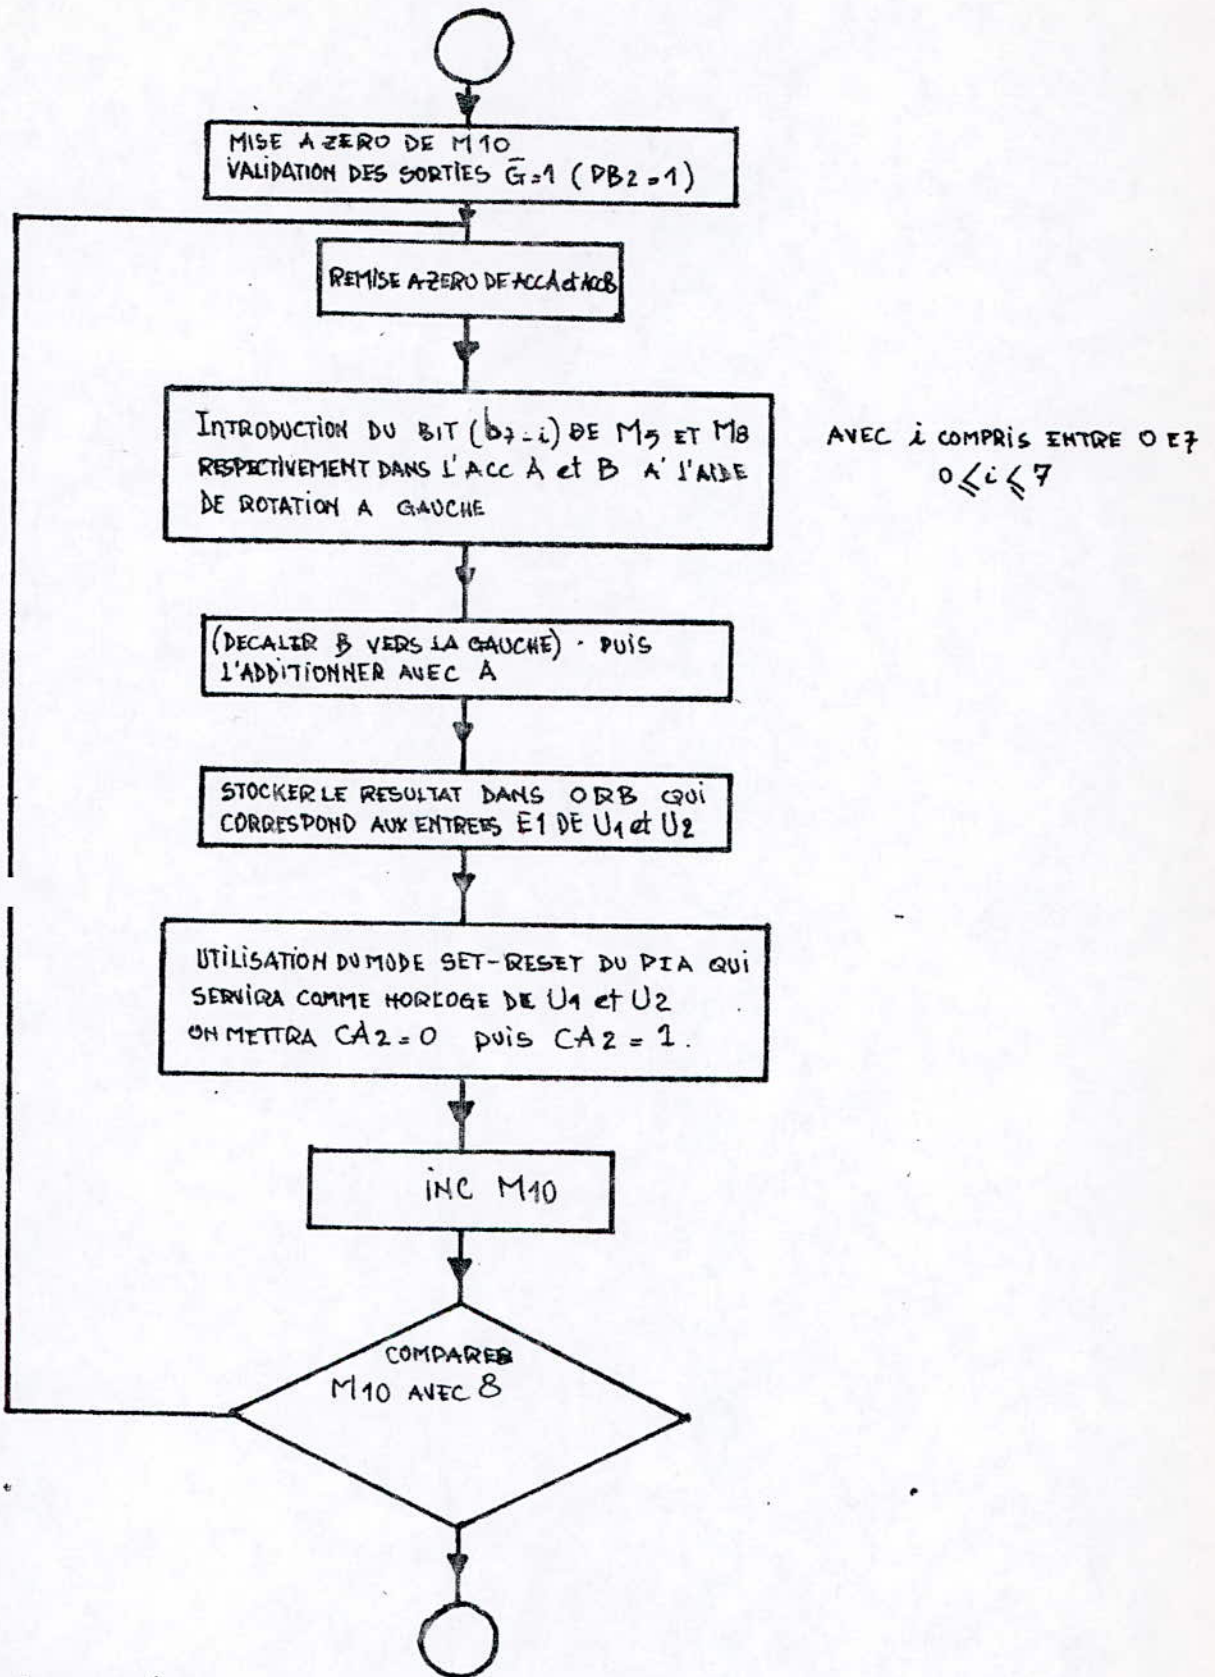 MISE A ZERO DE M10
VALIDATION DES SORTIES G̅=1 (PB2=1)
REMISE A ZERO DE ACCA et ACCB
INTRODUCTION DU BIT (b7-i) DE M5 ET M8
RESPECTIVEMENT DANS L'ACC A et B A' L'AIDE
DE ROTATION A GAUCHE
AVEC i COMPRIS ENTRE 0 E7
0≤i≤7
(DECALER B VERS LA GAUCHE) . PUIS
L'ADDITIONNER AVEC A
STOCKER LE RESULTAT DANS ORB QUI
CORRESPOND AUX ENTREES E1 DE U1 et U2
UTILISATION DU MODE SET-RESET DU PIA QUI
SERVIRA COMME HORLOGE DE U1 et U2
ON METTRA CA2=0 PUIS CA2=1.
INC M10
COMPARER
M10 AVEC 8